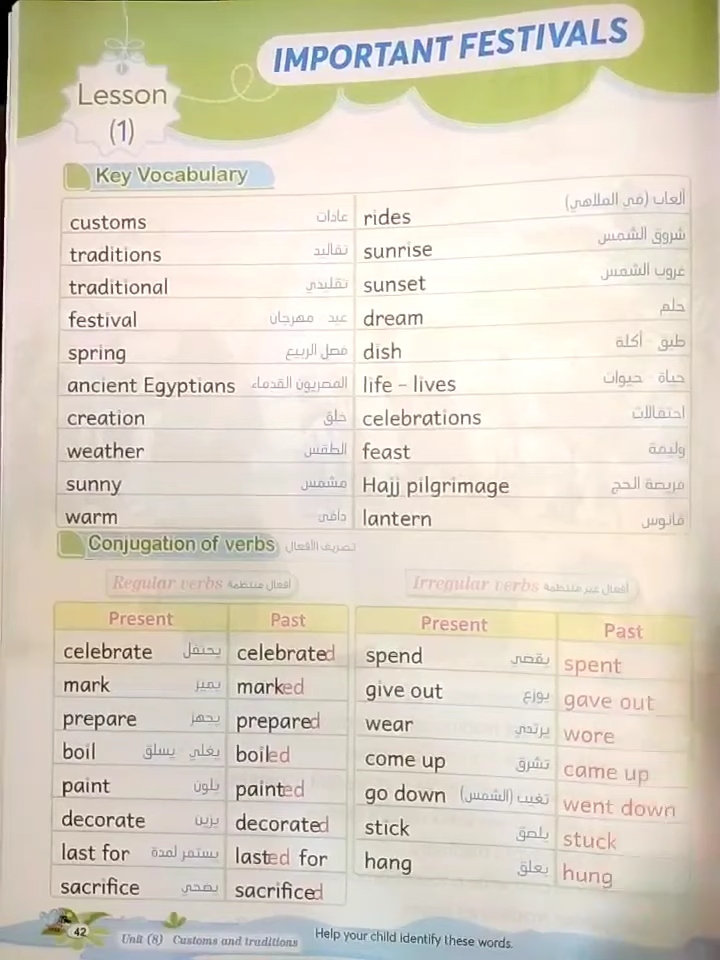 IMPORTANT FESTIVALS
Lesson
(1)
Key Vocabulary
customs عادات rides ألعاب (في الملاهي)
traditions تقاليد sunrise شروق الشمس
traditional تقليدي sunset غروب الشمس
festival عيد - مهرجان dream حلم
spring فصل الربيع dish طبق - أكلة
ancient Egyptians المصريون القدماء life – lives حياة - حيوات
creation خلق celebrations احتفالات
weather الطقس feast وليمة
sunny مشمس Hajj pilgrimage فريضة الحج
warm دافئ lantern فانوس
Conjugation of verbs تصريف الأفعال
Regular verbs أفعال منتظمة Irregular verbs أفعال غير منتظمة
Present Past Present Past
celebrate يحتفل celebrated spend يقضي spent
mark يميز marked give out يوزع gave out
prepare يجهز prepared wear يرتدي wore
boil يغلي - يسلق boiled come up تشرق came up
paint يلون painted go down تغيب (الشمس) went down
decorate يزين decorated stick يلصق stuck
last for يستمر لمدة lasted for hang يعلق hung
sacrifice يضحي sacrificed
42 Unit (8) Customs and traditions Help your child identify these words.